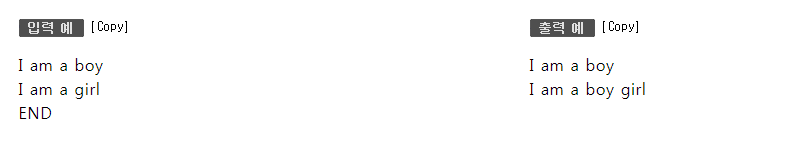 입력 예 [Copy]
I am a boy
I am a girl
END
출력 예 [Copy]
I am a boy
I am a boy girl